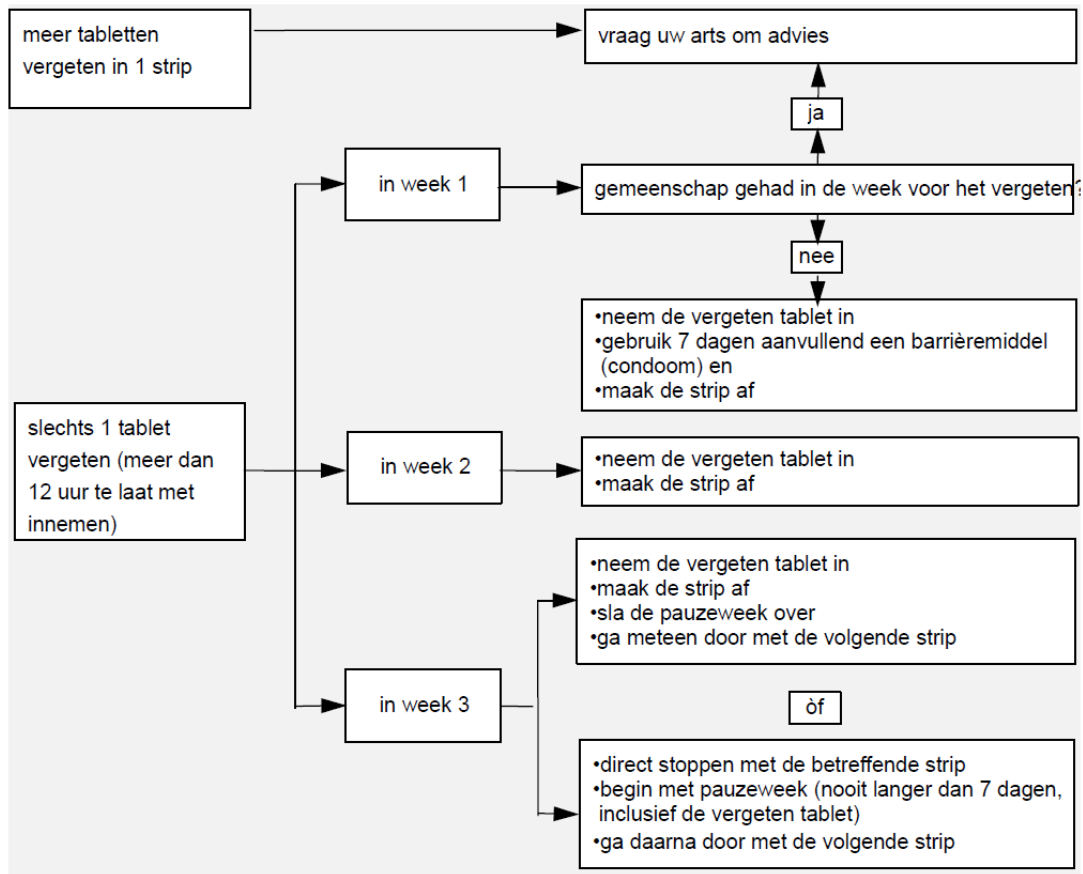 meer tabletten
vergeten in 1 strip
vraag uw arts om advies
ja
in week 1
gemeenschap gehad in de week voor het vergeten?
nee
•neem de vergeten tablet in
•gebruik 7 dagen aanvullend een barrièremiddel
(condoom) en
•maak de strip af
slechts 1 tablet
vergeten (meer dan
12 uur te laat met
innemen)
in week 2
•neem de vergeten tablet in
•maak de strip af
•neem de vergeten tablet in
•maak de strip af
•sla de pauzeweek over
•ga meteen door met de volgende strip
in week 3
òf
•direct stoppen met de betreffende strip
•begin met pauzeweek (nooit langer dan 7 dagen,
inclusief de vergeten tablet)
•ga daarna door met de volgende strip